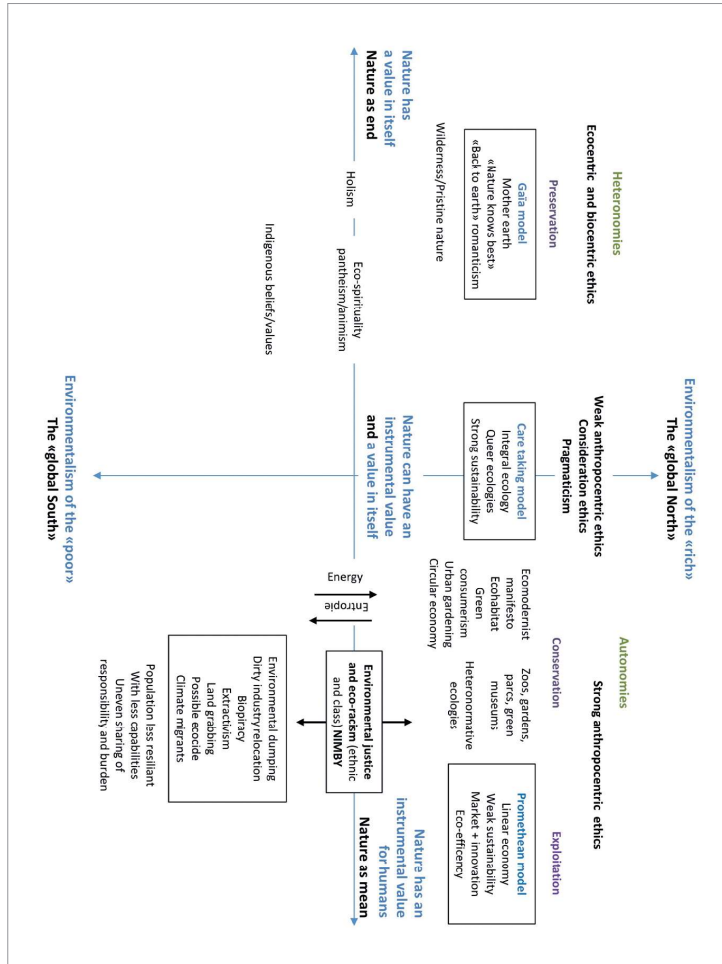 Environmentalism of the «rich»
The «global North»
Heteronomies
Autonomies
Ecocentric and biocentric ethics
Weak anthropocentric ethics
Consideration ethics
Pragmaticism
Strong anthropocentric ethics
Preservation
Conservation
Exploitation
Gaïa model
Mother earth
«Nature knows best»
«Back to earth» romanticism
Care taking model
Integral ecology
Queer ecologies
Strong sustainability
Ecomodernist
manifesto
Ecohabitat
Green
consumerism
Urban gardening
Circular economy
Zoos, gardens,
parcs, green
museums
Heteronormative
ecologies
Promethean model
Linear economy
Weak sustainability
Market + innovation
Eco-efficency
Wilderness/Pristine nature
Nature has
a value in itself
Nature as end
Holism
Eco-spirituality
pantheism/animism
Nature can have an
instrumental value
and a value in itself
Energy
Entropie
Environmental justice
and eco-racism (ethnic
and class) NIMBY
Nature has an
instrumental value
for humans
Nature as mean
Indigenous beliefs/values
Environmental dumping
Dirty industry relocation
Biopiracy
Extractivism
Land grabbing
Possible ecocide
Climate migrants
Population less resiliant
With less capabilities
Uneven sharing of
responsibility and burden
Environmentalism of the «poor»
The «global South»